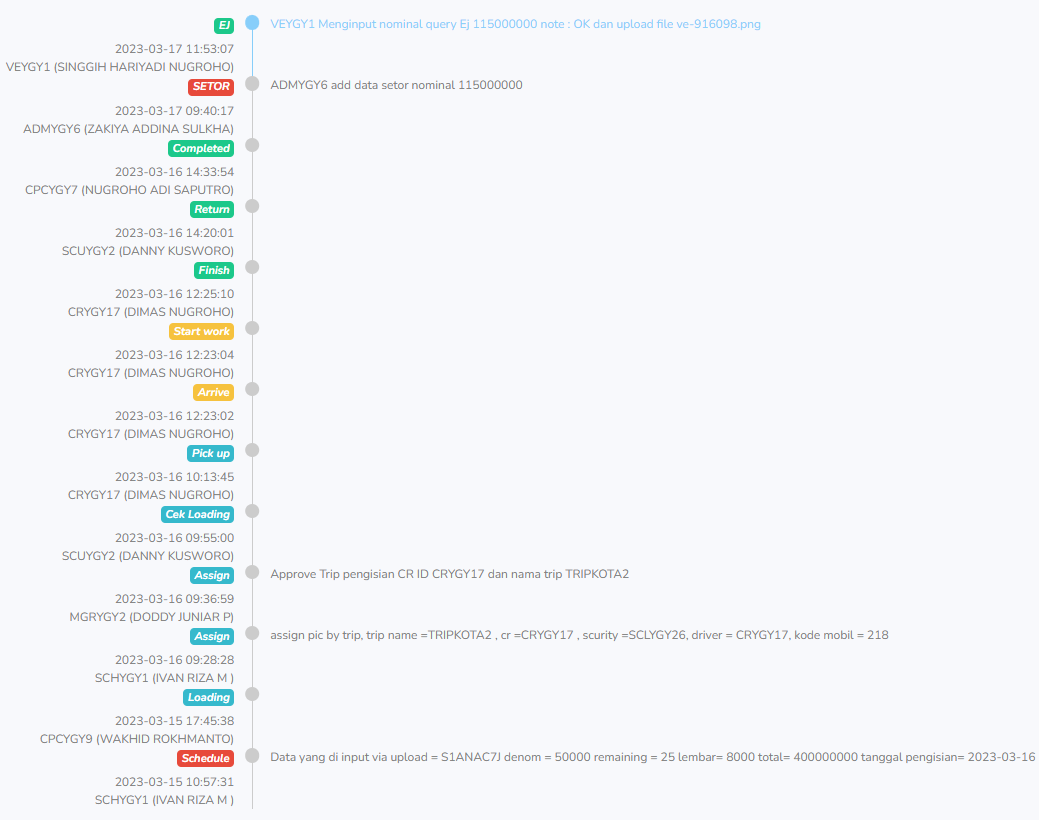 EJ
VEYGY1 Menginput nominal query Ej 115000000 note : OK dan upload file ve-916098.png
2023-03-17 11:53:07
VEYGY1 (SINGGIH HARIYADI NUGROHO)
SETOR
ADMYGY6 add data setor nominal 115000000
2023-03-17 09:40:17
ADMYGY6 (ZAKIYA ADDINA SULKHA)
Completed
2023-03-16 14:33:54
CPCYGY7 (NUGROHO ADI SAPUTRO)
Return
2023-03-16 14:20:01
SCUYGY2 (DANNY KUSWORO)
Finish
2023-03-16 12:25:10
CRYGY17 (DIMAS NUGROHO)
Start work
2023-03-16 12:23:04
CRYGY17 (DIMAS NUGROHO)
Arrive
2023-03-16 12:23:02
CRYGY17 (DIMAS NUGROHO)
Pick up
2023-03-16 10:13:45
CRYGY17 (DIMAS NUGROHO)
Cek Loading
2023-03-16 09:55:00
SCUYGY2 (DANNY KUSWORO)
Assign
Approve Trip pengisian CR ID CRYGY17 dan nama trip TRIPKOTA2
2023-03-16 09:36:59
MGRYGY2 (DODDY JUNIAR P)
Assign
assign pic by trip, trip name =TRIPKOTA2 , cr =CRYGY17 , scurity =SCLYGY26, driver = CRYGY17, kode mobil = 218
2023-03-16 09:28:28
SCHYGY1 (IVAN RIZA M )
Loading
2023-03-15 17:45:38
CPCYGY9 (WAKHID ROKHMANTO)
Schedule
Data yang di input via upload = S1ANAC7J denom = 50000 remaining = 25 lembar= 8000 total= 400000000 tanggal pengisian= 2023-03-16
2023-03-15 10:57:31
SCHYGY1 (IVAN RIZA M )